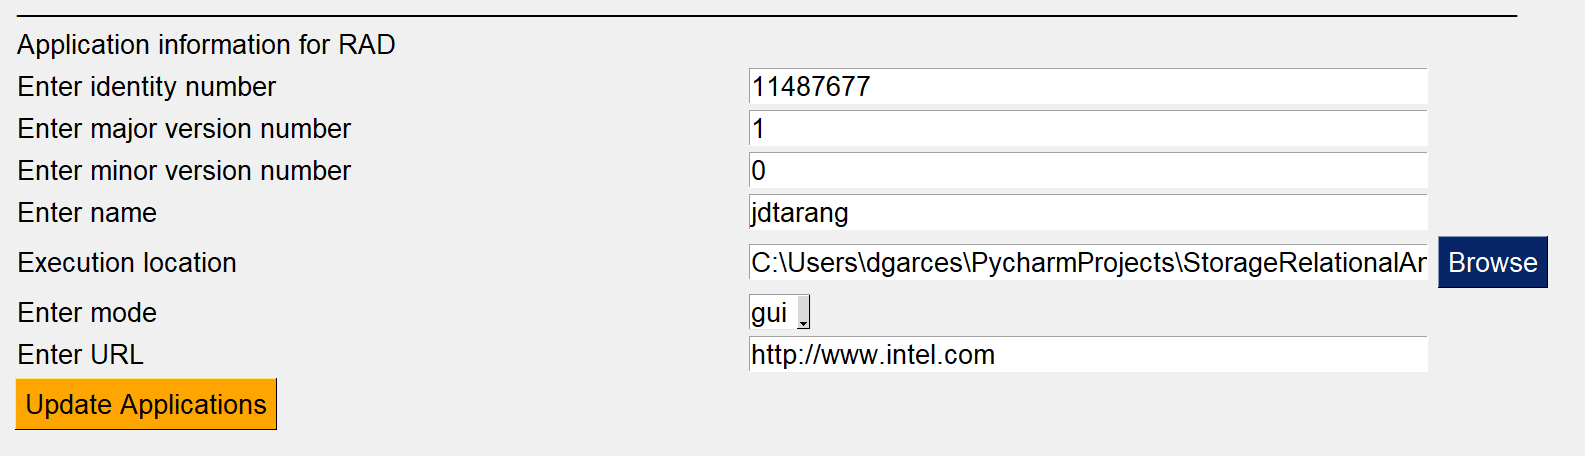 Application information for RAD
Enter identity number 11487677
Enter major version number 1
Enter minor version number 0
Enter name jdtarang
Execution location C:\Users\dgarces\PycharmProjects\StorageRelationalAr Browse
Enter mode gui
Enter URL http://www.intel.com
Update Applications